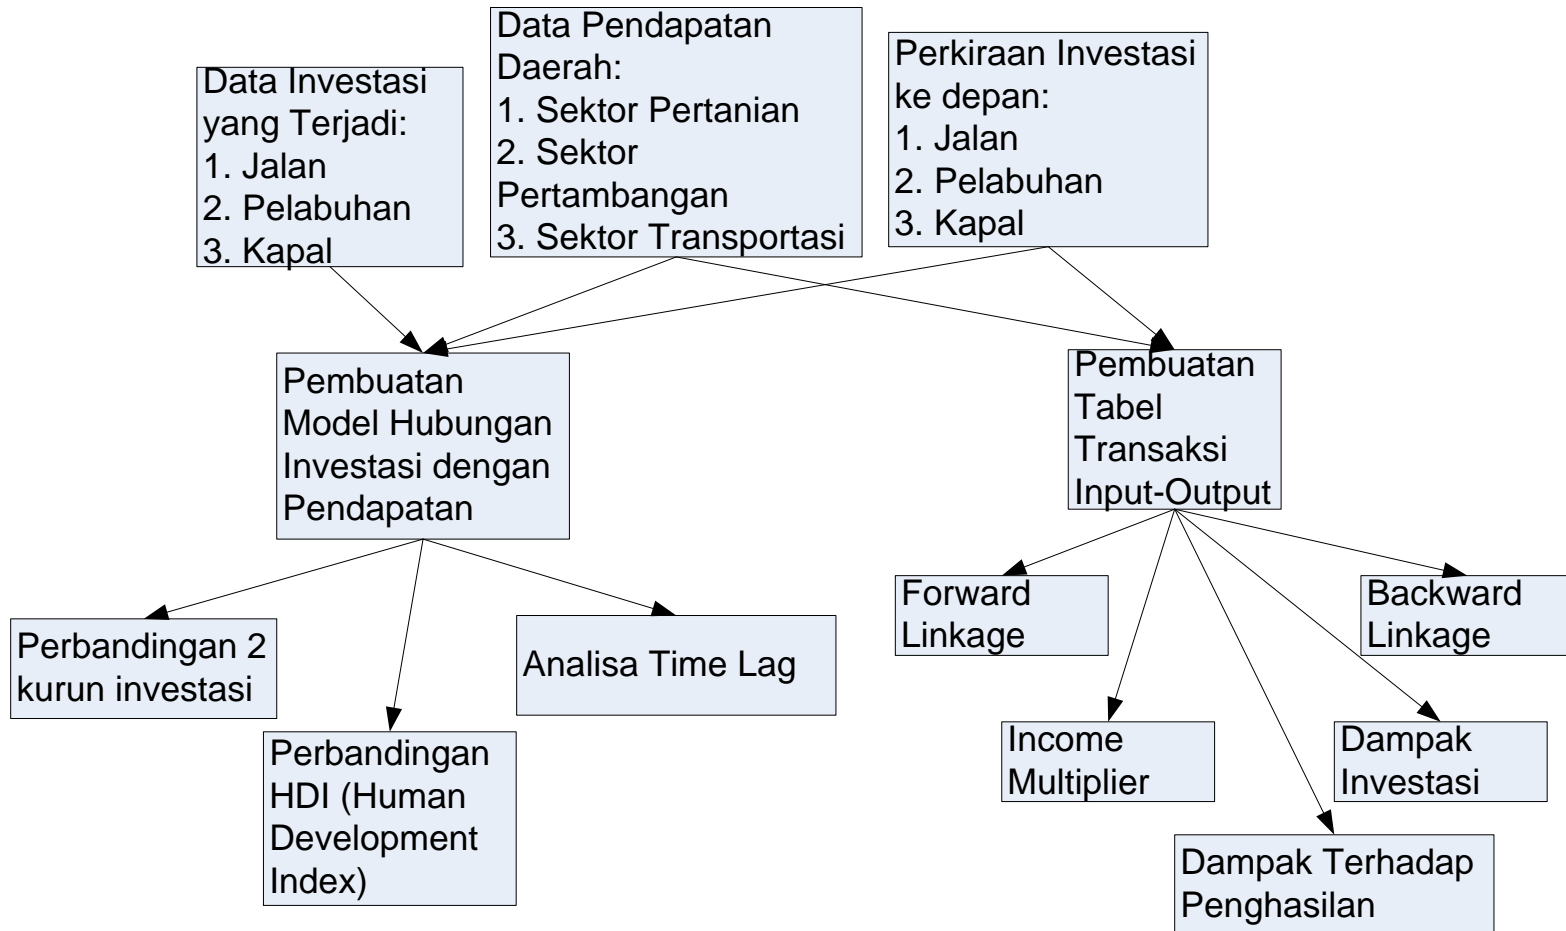 Data Investasi
yang Terjadi:
1. Jalan
2. Pelabuhan
3. Kapal
Data Pendapatan
Daerah:
1. Sektor Pertanian
2. Sektor
Pertambangan
3. Sektor Transportasi
Perkiraan Investasi
ke depan:
1. Jalan
2. Pelabuhan
3. Kapal
Pembuatan
Model Hubungan
Investasi dengan
Pendapatan
Pembuatan
Tabel
Transaksi
Input-Output
Perbandingan 2
kurun investasi
Perbandingan
HDI (Human
Development
Index)
Analisa Time Lag
Forward
Linkage
Income
Multiplier
Dampak Terhadap
Penghasilan
Dampak
Investasi
Backward
Linkage